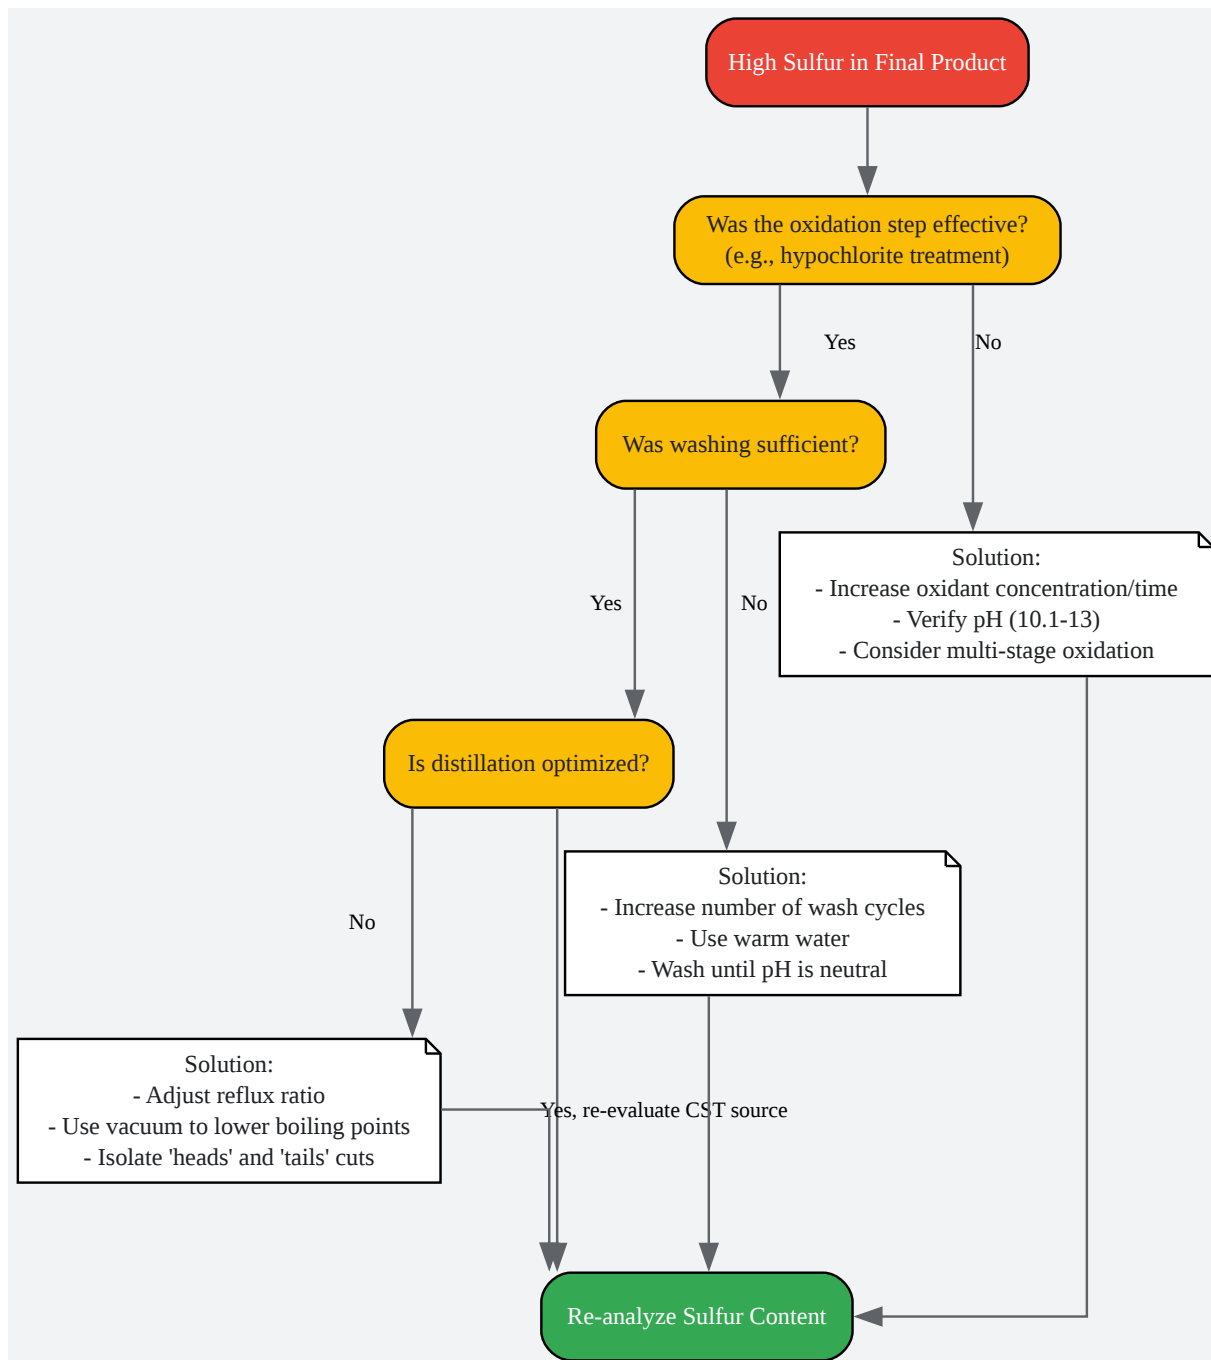 High Sulfur in Final Product
Was the oxidation step effective?
(e.g., hypochlorite treatment)
Yes
No
Was washing sufficient?
Solution:
- Increase oxidant concentration/time
- Verify pH (10.1-13)
- Consider multi-stage oxidation
Yes
No
Is distillation optimized?
Solution:
- Increase number of wash cycles
- Use warm water
- Wash until pH is neutral
No
Solution:
- Adjust reflux ratio
- Use vacuum to lower boiling points
- Isolate 'heads' and 'tails' cuts
Yes, re-evaluate CST source
Re-analyze Sulfur Content